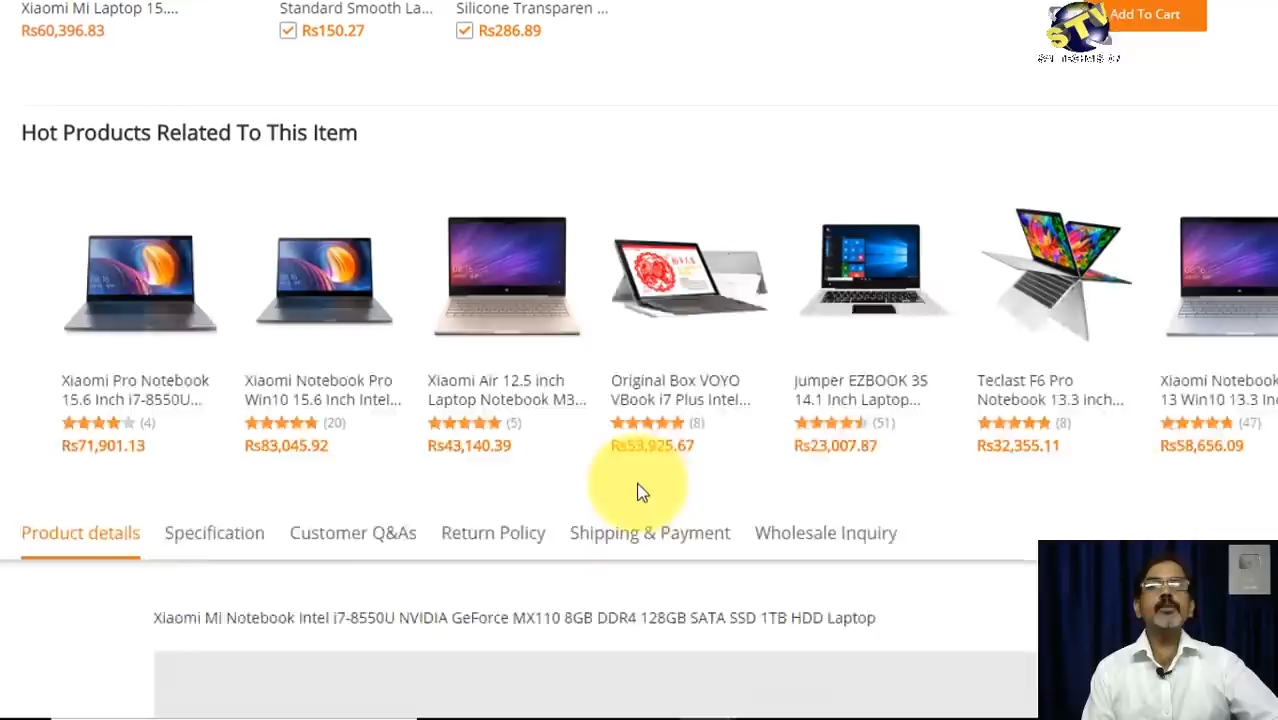 Xiaomi Mi Laptop 15....
Standard Smooth La...
Silicone Transparen ...
Rs60,396.83
Rs150.27
Rs286.89
Add To Cart
STV
Hot Products Related To This Item
Xiaomi Pro Notebook
15.6 Inch i7-8550U...
(4)
Rs71,901.13
Xiaomi Notebook Pro
Win10 15.6 Inch Intel...
(20)
Rs83,045.92
Xiaomi Air 12.5 inch
Laptop Notebook M3...
(5)
Rs43,140.39
Original Box VOYO
VBook i7 Plus Intel...
(8)
Rs53,925.67
Jumper EZBOOK 3S
14.1 Inch Laptop...
(51)
Rs23,007.87
Teclast F6 Pro
Notebook 13.3 inch...
(8)
Rs32,355.11
Xiaomi Notebook
13 Win10 13.3 In
(47)
Rs58,656.09
Product details
Specification
Customer Q&As
Return Policy
Shipping & Payment
Wholesale Inquiry
Xiaomi Mi Notebook Intel i7-8550U NVIDIA GeForce MX110 8GB DDR4 128GB SATA SSD 1TB HDD Laptop